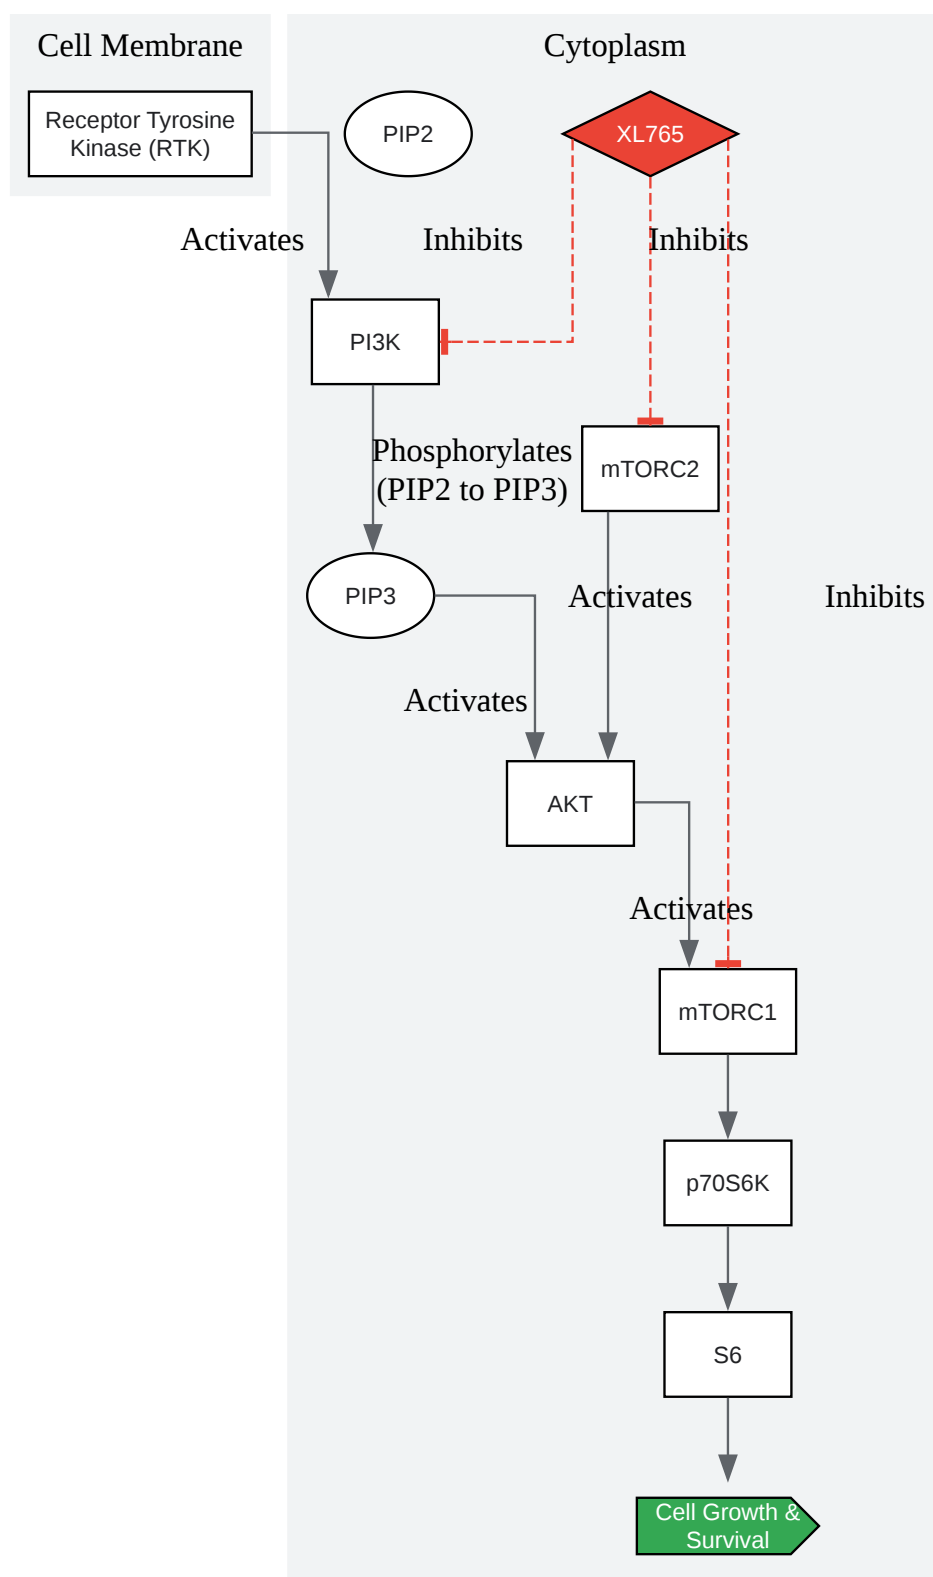 Cell Membrane
Cytoplasm
Receptor Tyrosine
Kinase (RTK)
PIP2
XL765
Activates
Inhibits
Inhibits
PI3K
Phosphorylates
(PIP2 to PIP3)
mTORC2
PIP3
Activates
Inhibits
Activates
AKT
Activates
mTORC1
p70S6K
S6
Cell Growth &
Survival